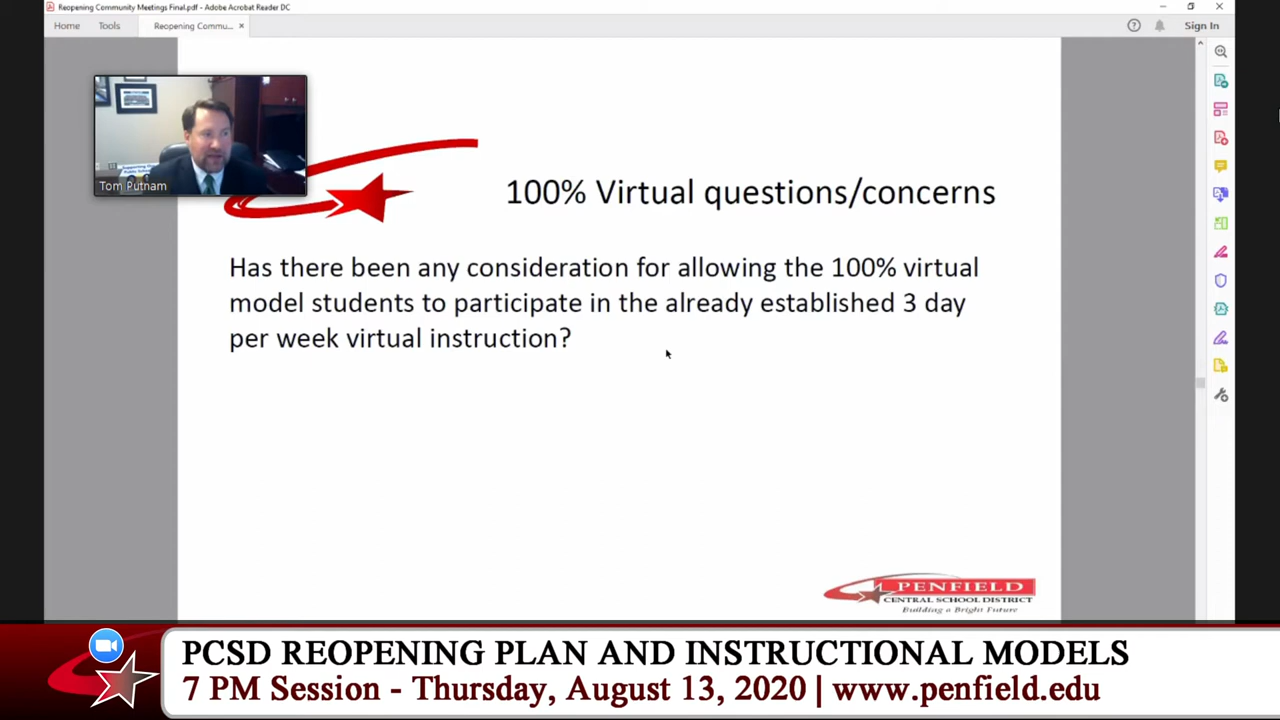 Reopening Community Meetings Final.pdf - Adobe Acrobat Reader DC
Home
Tools
Reopening Commu...
Sign In
Tom Putnam
100% Virtual questions/concerns
Has there been any consideration for allowing the 100% virtual
model students to participate in the already established 3 day
per week virtual instruction?
PENFIELD
CENTRAL SCHOOL DISTRICT
Building a Bright Future
PCSD REOPENING PLAN AND INSTRUCTIONAL MODELS
7 PM Session - Thursday, August 13, 2020 | www.penfield.edu